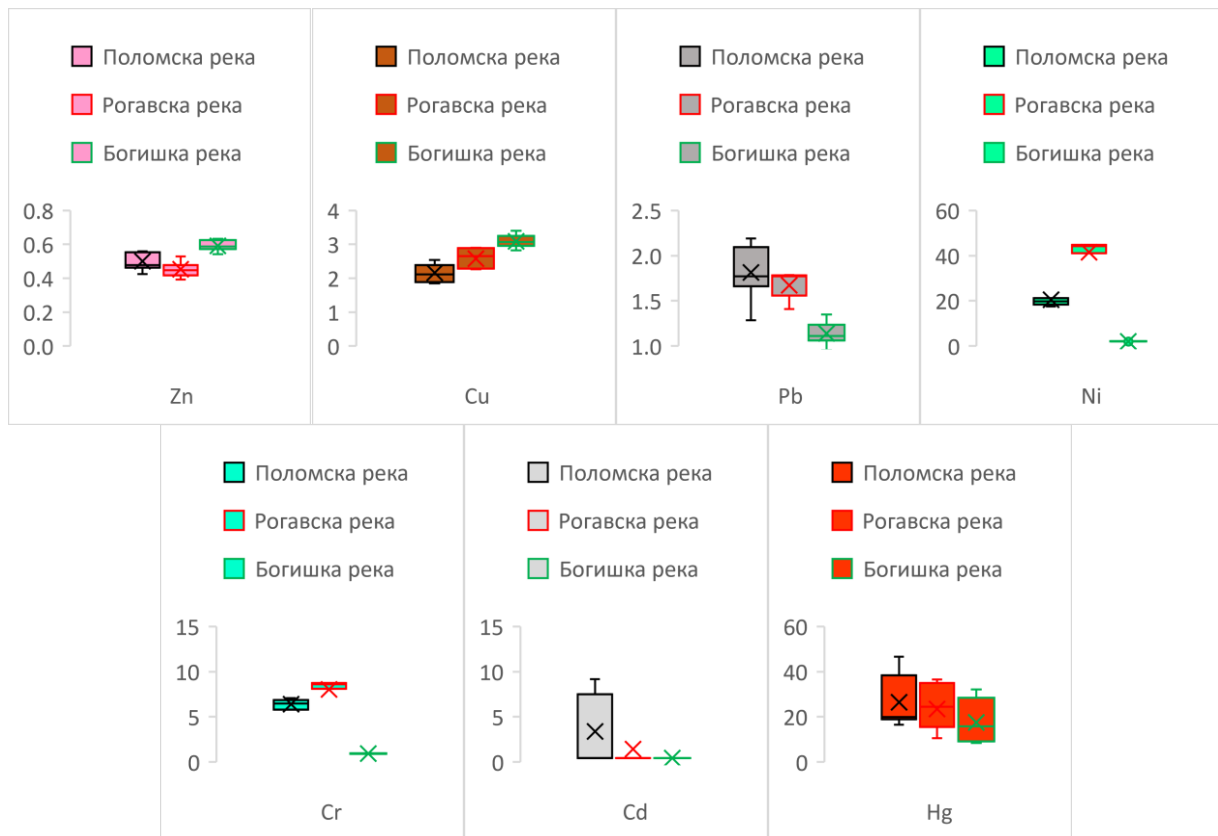 Поломска река
Рогавска река
Богишка река
0.8
0.6
0.4
0.2
0.0
Zn
Поломска река
Рогавска река
Богишка река
4
3
2
1
0
Cu
Поломска река
Рогавска река
Богишка река
2.5
2.0
1.5
1.0
Pb
Поломска река
Рогавска река
Богишка река
60
40
20
0
Ni
Поломска река
Рогавска река
Богишка река
15
10
5
0
Cr
Поломска река
Рогавска река
Богишка река
15
10
5
0
Cd
Поломска река
Рогавска река
Богишка река
60
40
20
0
Hg